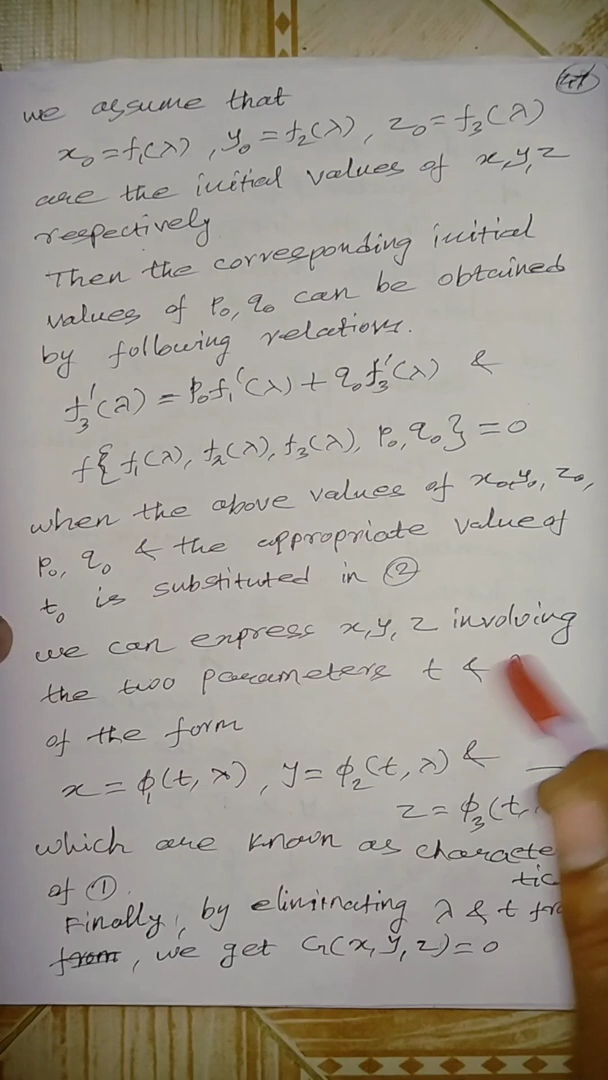 47
we assume that
x₀ = f₁(λ), y₀ = f₂(λ), z₀ = f₃(λ)
are the initial values of x, y, z
respectively
Then the corresponding initial
values of p₀, q₀ can be obtained
by following relations.
f₃'(λ) = p₀f₁'(λ) + q₀f₃'(λ) &
f{f₁(λ), f₂(λ), f₃(λ), p₀, q₀} = 0
when the above values of x₀, y₀, z₀,
p₀, q₀ & the appropriate value of
t₀ is substituted in ②
we can express x, y, z involving
the two parameters t &
of the form
x = ϕ₁(t, λ), y = ϕ₂(t, λ) &
z = ϕ₃(t,
which are known as characte
tic
of ①.
Finally, by eliminating λ & t fr
from, we get G(x, y, z) = 0